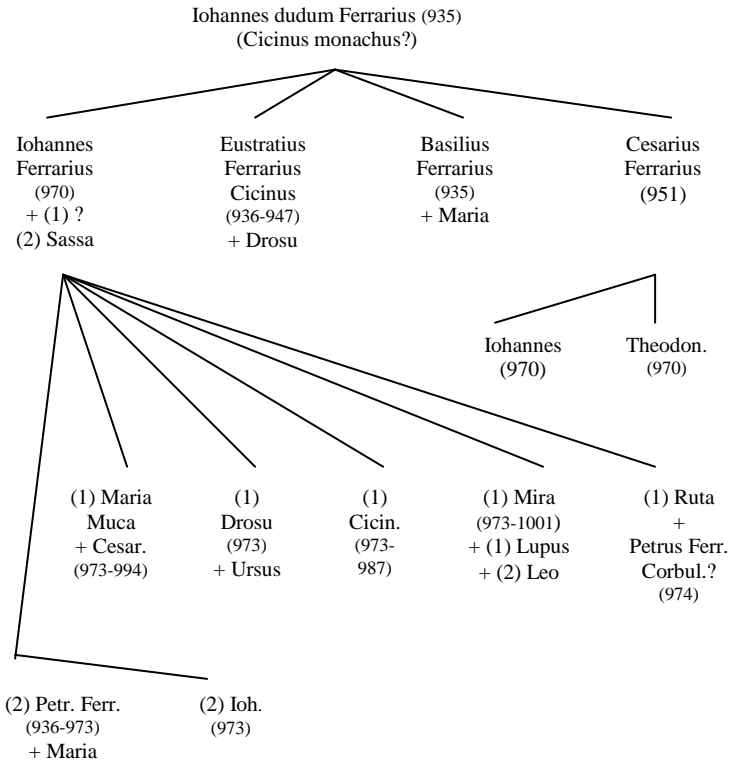 Iohannes dudum Ferrarius (935)
(Cicinus monachus?)
Iohannes
Ferrarius
(970)
+ (1) ?
(2) Sassa
Eustratius
Ferrarius
Cicinus
(936-947)
+ Drosu
Basilius
Ferrarius
(935)
+ Maria
Cesarius
Ferrarius
(951)
Iohannes
(970)
Theodon.
(970)
(1) Maria
Muca
+ Cesar.
(973-994)
(1)
Drosu
(973)
+ Ursus
(1)
Cicin.
(973-
987)
(1) Mira
(973-1001)
+ (1) Lupus
+ (2) Leo
(1) Ruta
+
Petrus Ferr.
Corbul.?
(974)
(2) Petr. Ferr.
(936-973)
+ Maria
(2) Ioh.
(973)